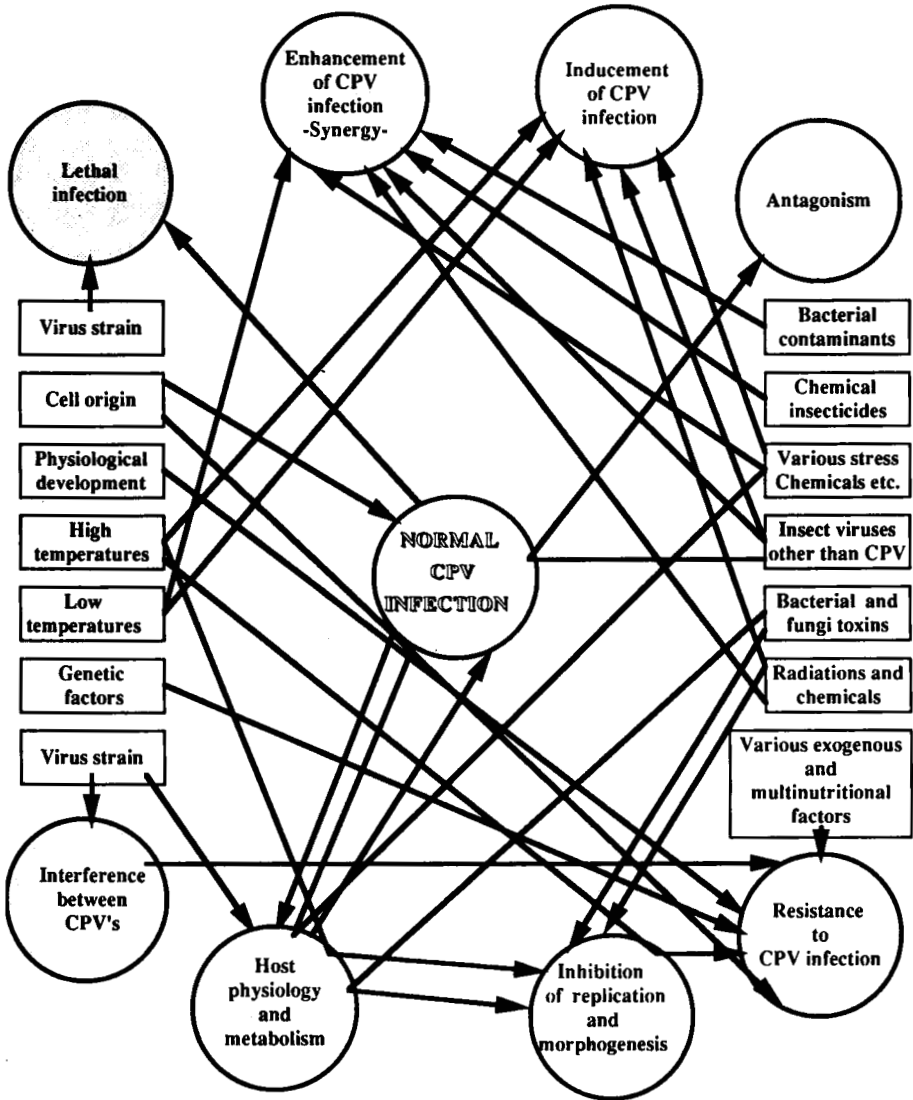 Enhancement
of CPV
infection
-Synergy-
Inducement
of CPV
infection
Lethal
infection
Antagonism
Virus strain
Cell origin
Physiological
development
High
temperatures
Low
temperatures
Genetic
factors
Virus strain
NORMAL
CPV
INFECTION
Bacterial
contaminants
Chemical
insecticides
Various stress
Chemicals etc.
Insect viruses
other than CPV
Bacterial and
fungi toxins
Radiations and
chemicals
Various exogenous
and
multinutritional
factors
Interference
between
CPV's
Host
physiology
and
metabolism
Inhibition
of replication
and
morphogenesis
Resistance
to
CPV infection